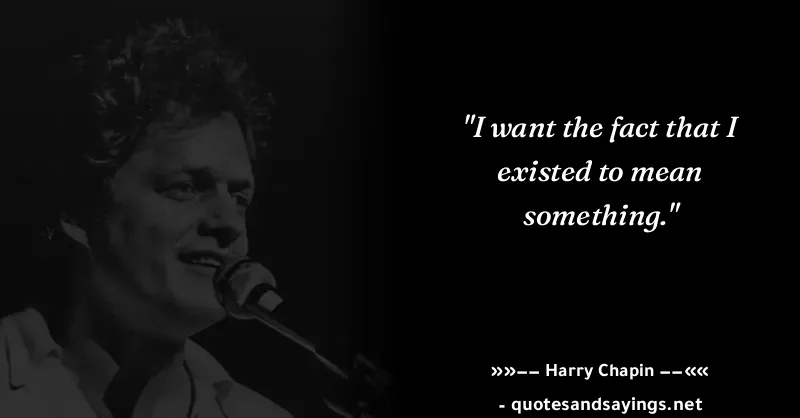 "I want the fact that I
existed to mean
something."
»»−− Harry Chapin −−««
- quotesandsayings.net